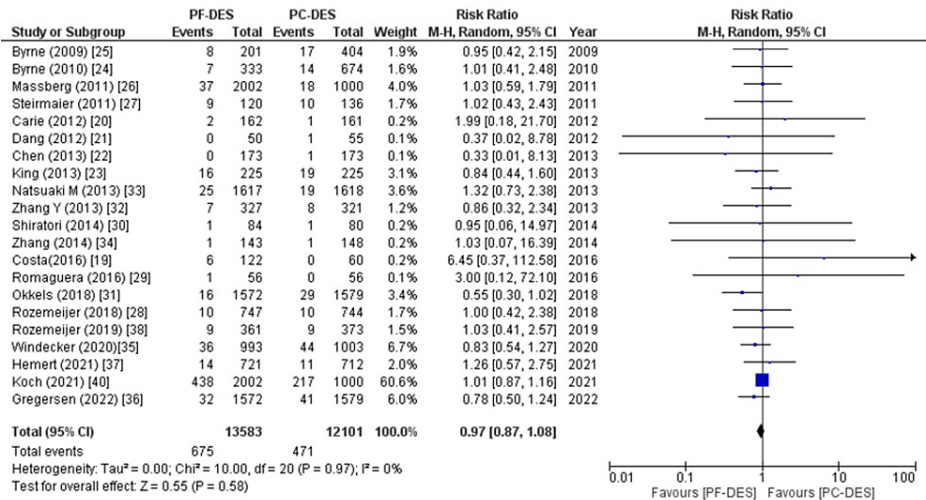 PF-DES PC-DES Risk Ratio Risk Ratio
Study or Subgroup Events Total Events Total Weight M-H, Random, 95% CI Year M-H, Random, 95% CI
Byrne (2009) [25] 8 201 17 404 1.9% 0.95 [0.42, 2.15] 2009
Byrne (2010) [24] 7 333 14 674 1.6% 1.01 [0.41, 2.48] 2010
Massberg (2011) [26] 37 2002 18 1000 4.0% 1.03 [0.59, 1.79] 2011
Steirmaier (2011) [27] 9 120 10 136 1.7% 1.02 [0.43, 2.43] 2011
Carie (2012) [20] 2 162 1 161 0.2% 1.99 [0.18, 21.70] 2012
Dang (2012) [21] 0 50 1 55 0.1% 0.37 [0.02, 8.78] 2012
Chen (2013) [22] 0 173 1 173 0.1% 0.33 [0.01, 8.13] 2013
King (2013) [23] 16 225 19 225 3.0% 0.84 [0.44, 1.60] 2013
Natsuaki M (2013) [33] 25 1617 19 1618 3.6% 1.32 [0.73, 2.38] 2013
Zhang Y (2013) [32] 7 327 8 321 1.2% 0.86 [0.32, 2.34] 2013
Shiratori (2014) [30] 1 84 1 80 0.2% 0.95 [0.06, 14.97] 2014
Zhang (2014) [34] 1 143 1 148 0.2% 1.03 [0.07, 16.39] 2014
Costa(2016) [19] 6 122 0 60 0.2% 6.45 [0.37, 112.58] 2016
Romaguera (2016) [29] 1 56 0 56 0.1% 3.00 [0.12, 72.10] 2016
Okkels (2018) [31] 16 1572 29 1579 3.4% 0.55 [0.30, 1.02] 2018
Rozemeijer (2018) [28] 10 747 10 744 1.7% 1.00 [0.42, 2.38] 2018
Rozemeijer (2019) [38] 9 361 9 373 1.5% 1.03 [0.41, 2.57] 2019
Windecker (2020)[35] 36 993 44 1003 6.7% 0.83 [0.54, 1.27] 2020
Hemert (2021) [37] 14 721 11 712 2.0% 1.26 [0.57, 2.75] 2021
Koch (2021) [40] 438 2002 217 1000 60.6% 1.01 [0.87, 1.16] 2021
Gregersen (2022) [36] 32 1572 41 1579 6.0% 0.78 [0.50, 1.24] 2022
Total (95% CI) 13583 12101 100.0% 0.97 [0.87, 1.08]
Total events 675 471
Heterogeneity: Tau² = 0.00; Chi² = 10.00, df = 20 (P = 0.97); I² = 0%
Test for overall effect: Z = 0.55 (P = 0.58)
0.01 0.1 1 10 100
Favours [PF-DES] Favours [PC-DES]